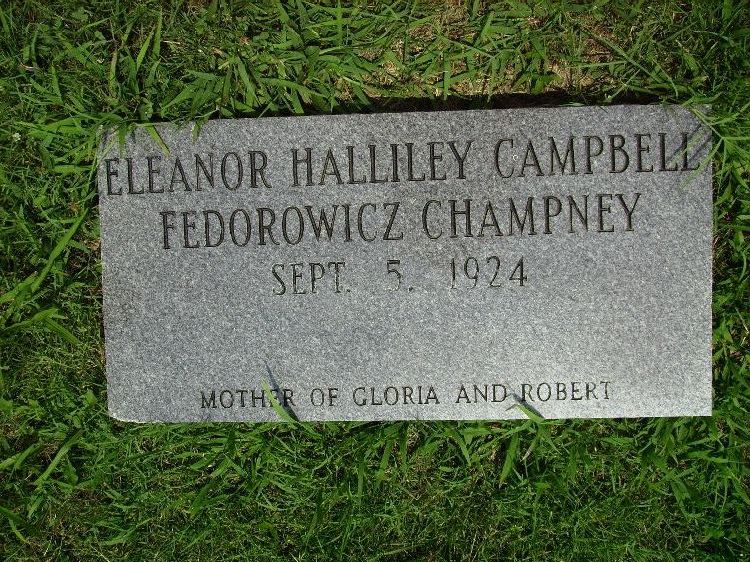 ELEANOR HALLILEY CAMPBELL
FEDOROWICZ CHAMPNEY
SEPT. 5. 1924
MOTHER OF GLORIA AND ROBERT